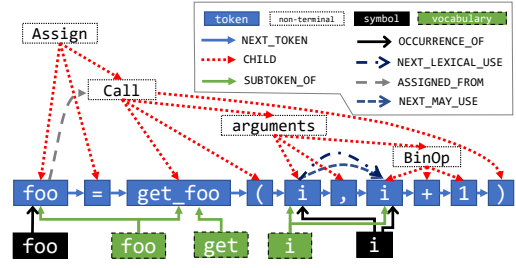 token non-terminal symbol vocabulary
NEXT_TOKEN OCCURRENCE_OF
CHILD NEXT_LEXICAL_USE
SUBTOKEN_OF ASSIGNED_FROM
NEXT_MAY_USE
Assign
Call
arguments
BinOp
foo = get_foo ( i , i + 1 )
foo foo get i i